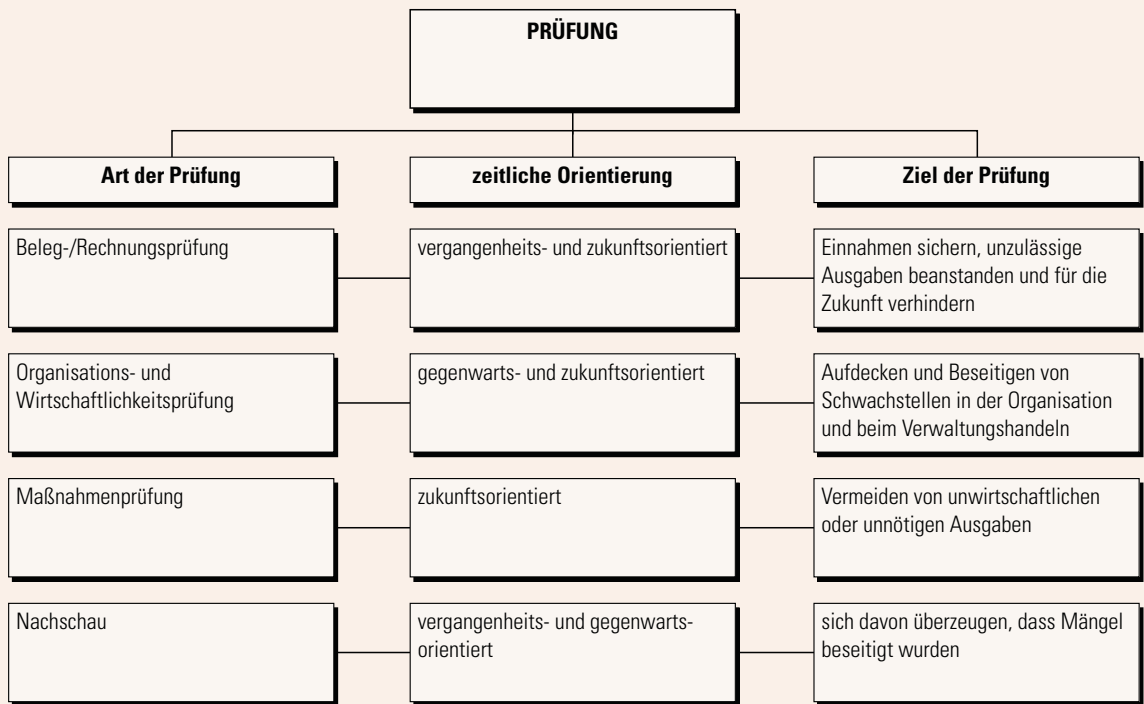 PRÜFUNG
Art der Prüfung
zeitliche Orientierung
Ziel der Prüfung
Beleg-/Rechnungsprüfung
vergangenheits- und zukunftsorientiert
Einnahmen sichern, unzulässige
Ausgaben beanstanden und für die
Zukunft verhindern
Organisations- und
Wirtschaftlichkeitsprüfung
gegenwarts- und zukunftsorientiert
Aufdecken und Beseitigen von
Schwachstellen in der Organisation
und beim Verwaltungshandeln
Maßnahmenprüfung
zukunftsorientiert
Vermeiden von unwirtschaftlichen
oder unnötigen Ausgaben
Nachschau
vergangenheits- und gegenwarts-
orientiert
sich davon überzeugen, dass Mängel
beseitigt wurden